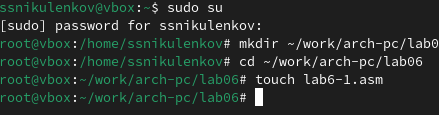 ssnikulenkov@vbox:~$ sudo su
[sudo] password for ssnikulenkov:
root@vbox:/home/ssnikulenkov# mkdir ~/work/arch-pc/lab0
root@vbox:/home/ssnikulenkov# cd ~/work/arch-pc/lab06
root@vbox:~/work/arch-pc/lab06# touch lab6-1.asm
root@vbox:~/work/arch-pc/lab06#